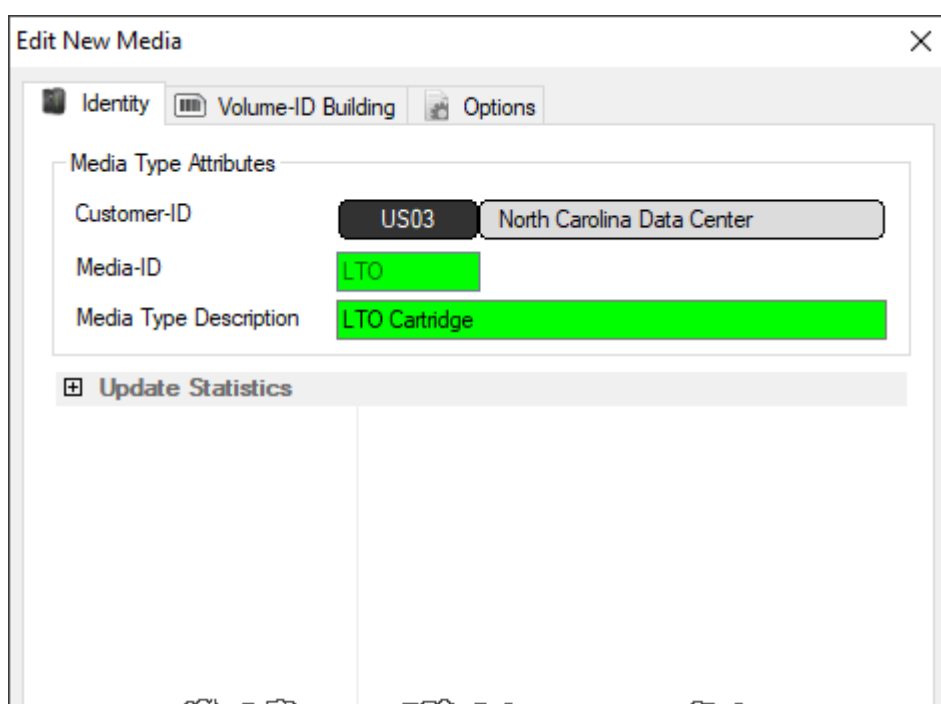 Edit New Media
Identity Volume-ID Building Options
Media Type Attributes
Customer-ID US03 North Carolina Data Center
Media-ID LTO
Media Type Description LTO Cartridge
Update Statistics